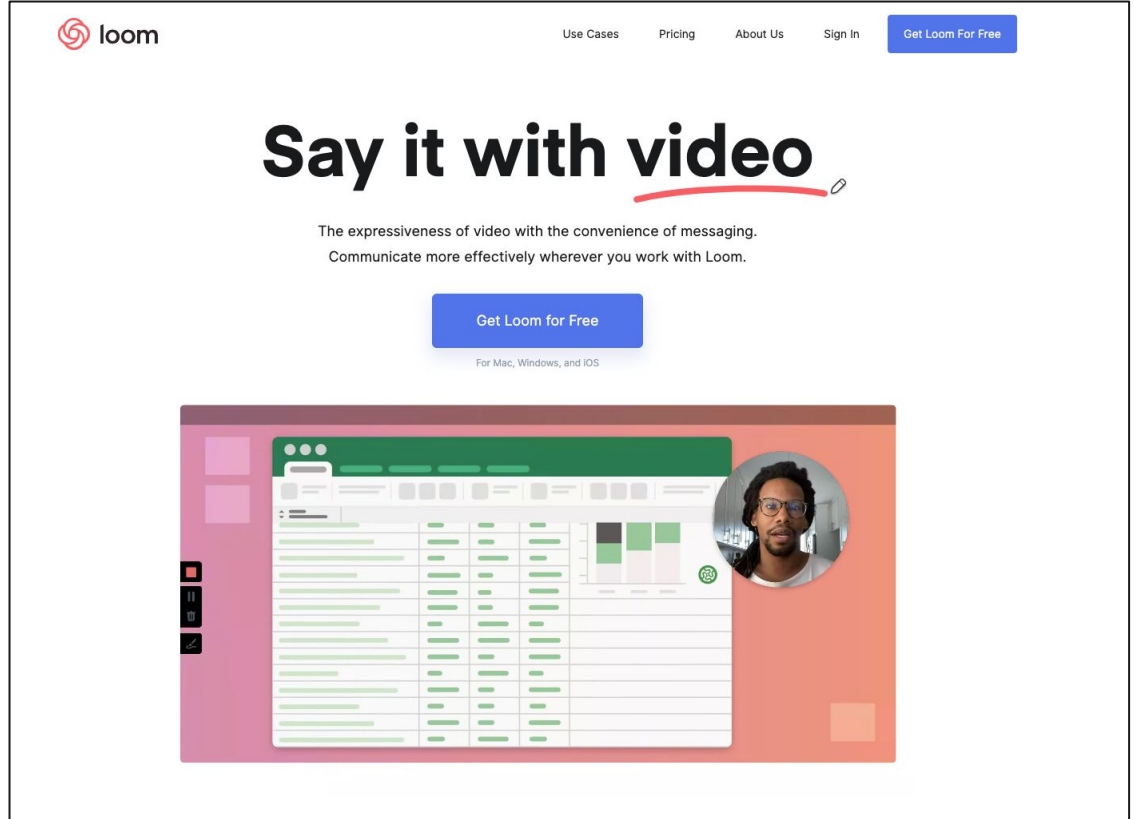 loom
Use Cases Pricing About Us Sign In Get Loom For Free
Say it with video
The expressiveness of video with the convenience of messaging.
Communicate more effectively wherever you work with Loom.
Get Loom for Free
For Mac, Windows, and iOS